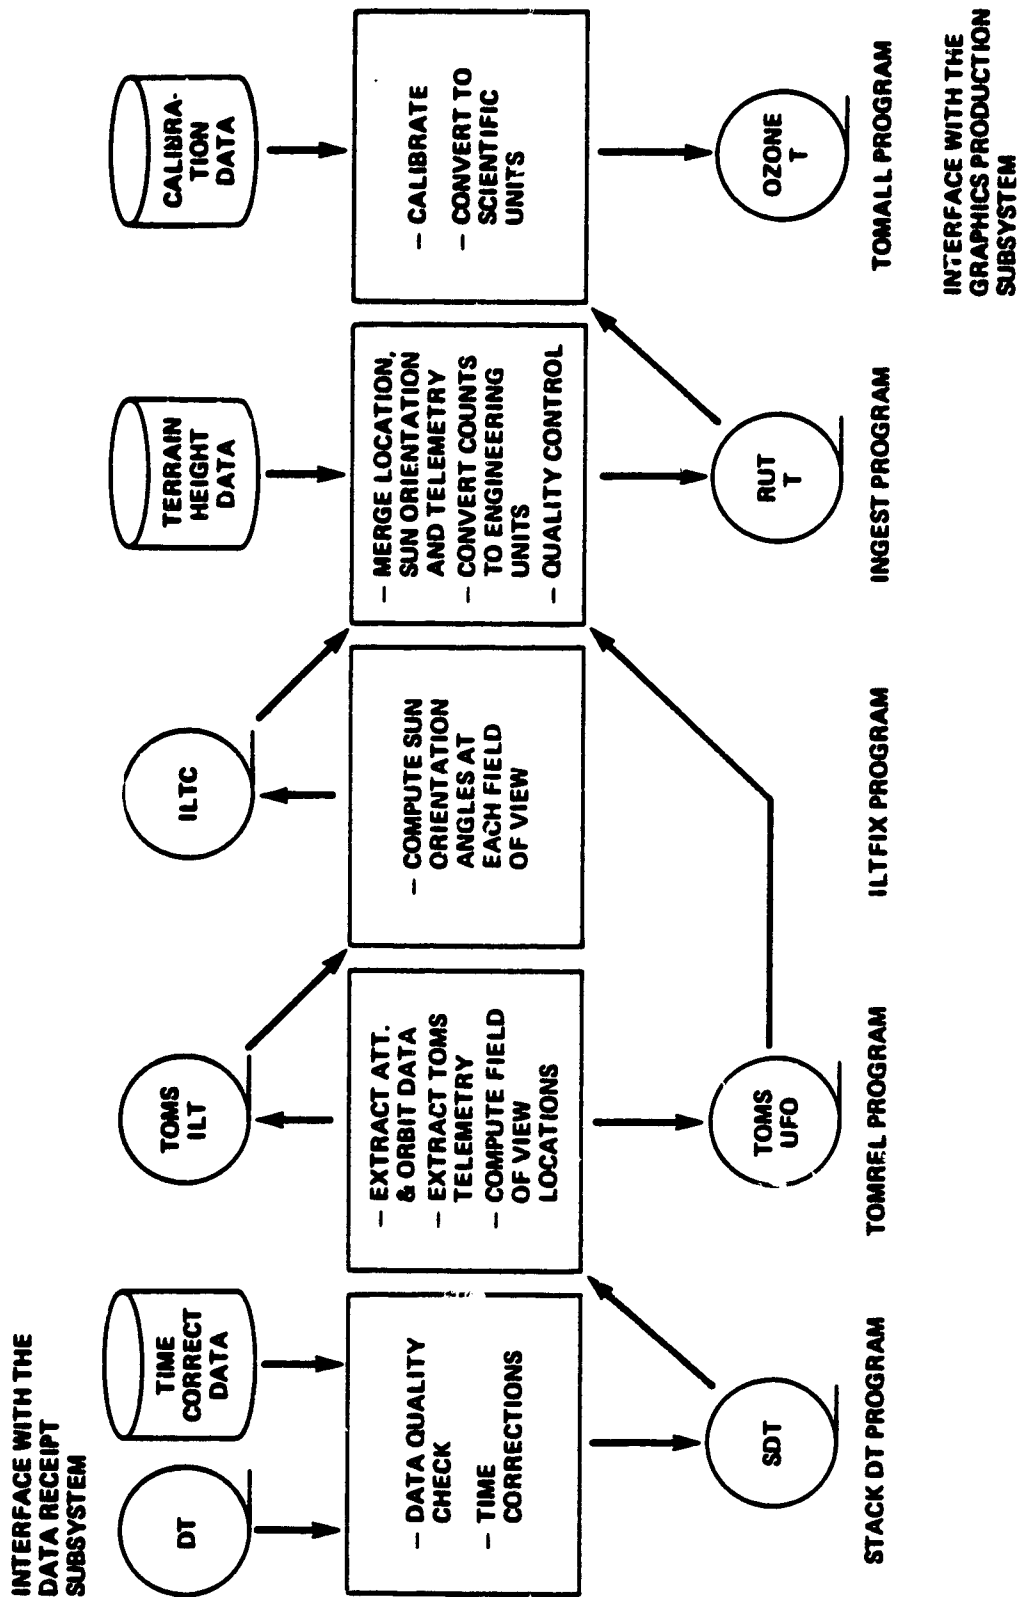 INTERFACE WITH THE
DATA RECEIPT
SUBSYSTEM
DT
TIME
CORRECT
DATA
– DATA QUALITY
CHECK
– TIME
CORRECTIONS
SDT
STACK DT PROGRAM
TOMS
ILT
– EXTRACT ATT.
& ORBIT DATA
– EXTRACT TOMS
TELEMETRY
– COMPUTE FIELD
OF VIEW
LOCATIONS
TOMS
UFO
TOMREL PROGRAM
ILTC
– COMPUTE SUN
ORIENTATION
ANGLES AT
EACH FIELD
OF VIEW
ILTFIX PROGRAM
TERRAIN
HEIGHT
DATA
– MERGE LOCATION,
SUN ORIENTATION
AND TELEMETRY
– CONVERT COUNTS
TO ENGINEERING
UNITS
– QUALITY CONTROL
RUT
T
INGEST PROGRAM
CALIBRA-
TION
DATA
– CALIBRATE
– CONVERT TO
SCIENTIFIC
UNITS
OZONE
T
TOMALL PROGRAM
INTERFACE WITH THE
GRAPHICS PRODUCTION
SUBSYSTEM